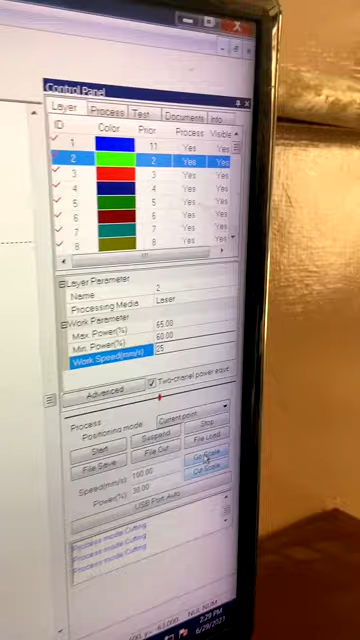 Control Panel
Layer Process Test Documents Info
ID Color Prior Process Visible
1 11 Yes Yes
2 2 Yes Yes
3 3 Yes Yes
4 4 Yes Yes
5 5 Yes Yes
6 6 Yes Yes
7 7 Yes Yes
8 8 Yes Yes
Layer Parameter
Name 2
Processing Media Laser
Work Parameter
Max. Power(%) 65.00
Min. Power(%) 60.00
Work Speed(mm/s) 25
Advanced Two-channel power equal
Process
Positioning mode Current point
Start Suspend Stop
File Save File Out File Load
Speed(mm/s) 100.00 Go Scale
Power(%) 30.00 Cut Scale
USB Port:Auto
Process mode Cutting
Process mode Cutting
Process mode Cutting
NUM
2:29 PM
6/29/2021